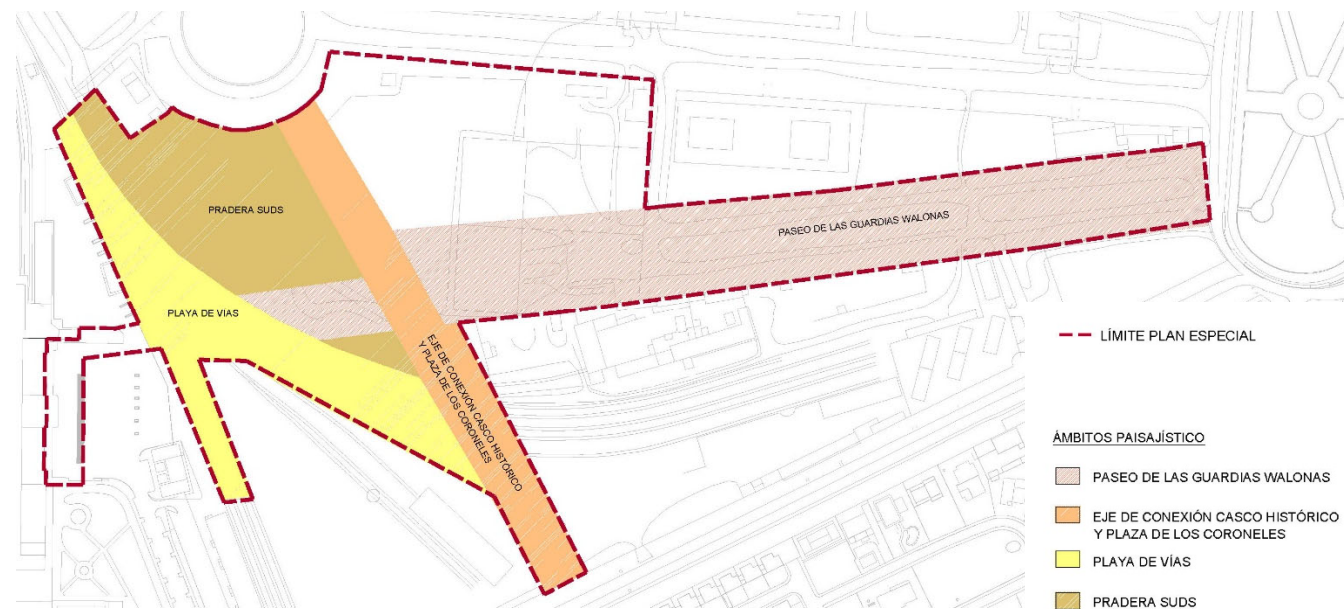 PRADERA SUDS
PASEO DE LAS GUARDIAS WALONAS
PLAYA DE VIAS
EJE DE CONEXIÓN CASCO HISTÓRICO
Y PLAZA DE LOS CORONELES
LÍMITE PLAN ESPECIAL
ÁMBITOS PAISAJÍSTICO
PASEO DE LAS GUARDIAS WALONAS
EJE DE CONEXIÓN CASCO HISTÓRICO
Y PLAZA DE LOS CORONELES
PLAYA DE VÍAS
PRADERA SUDS